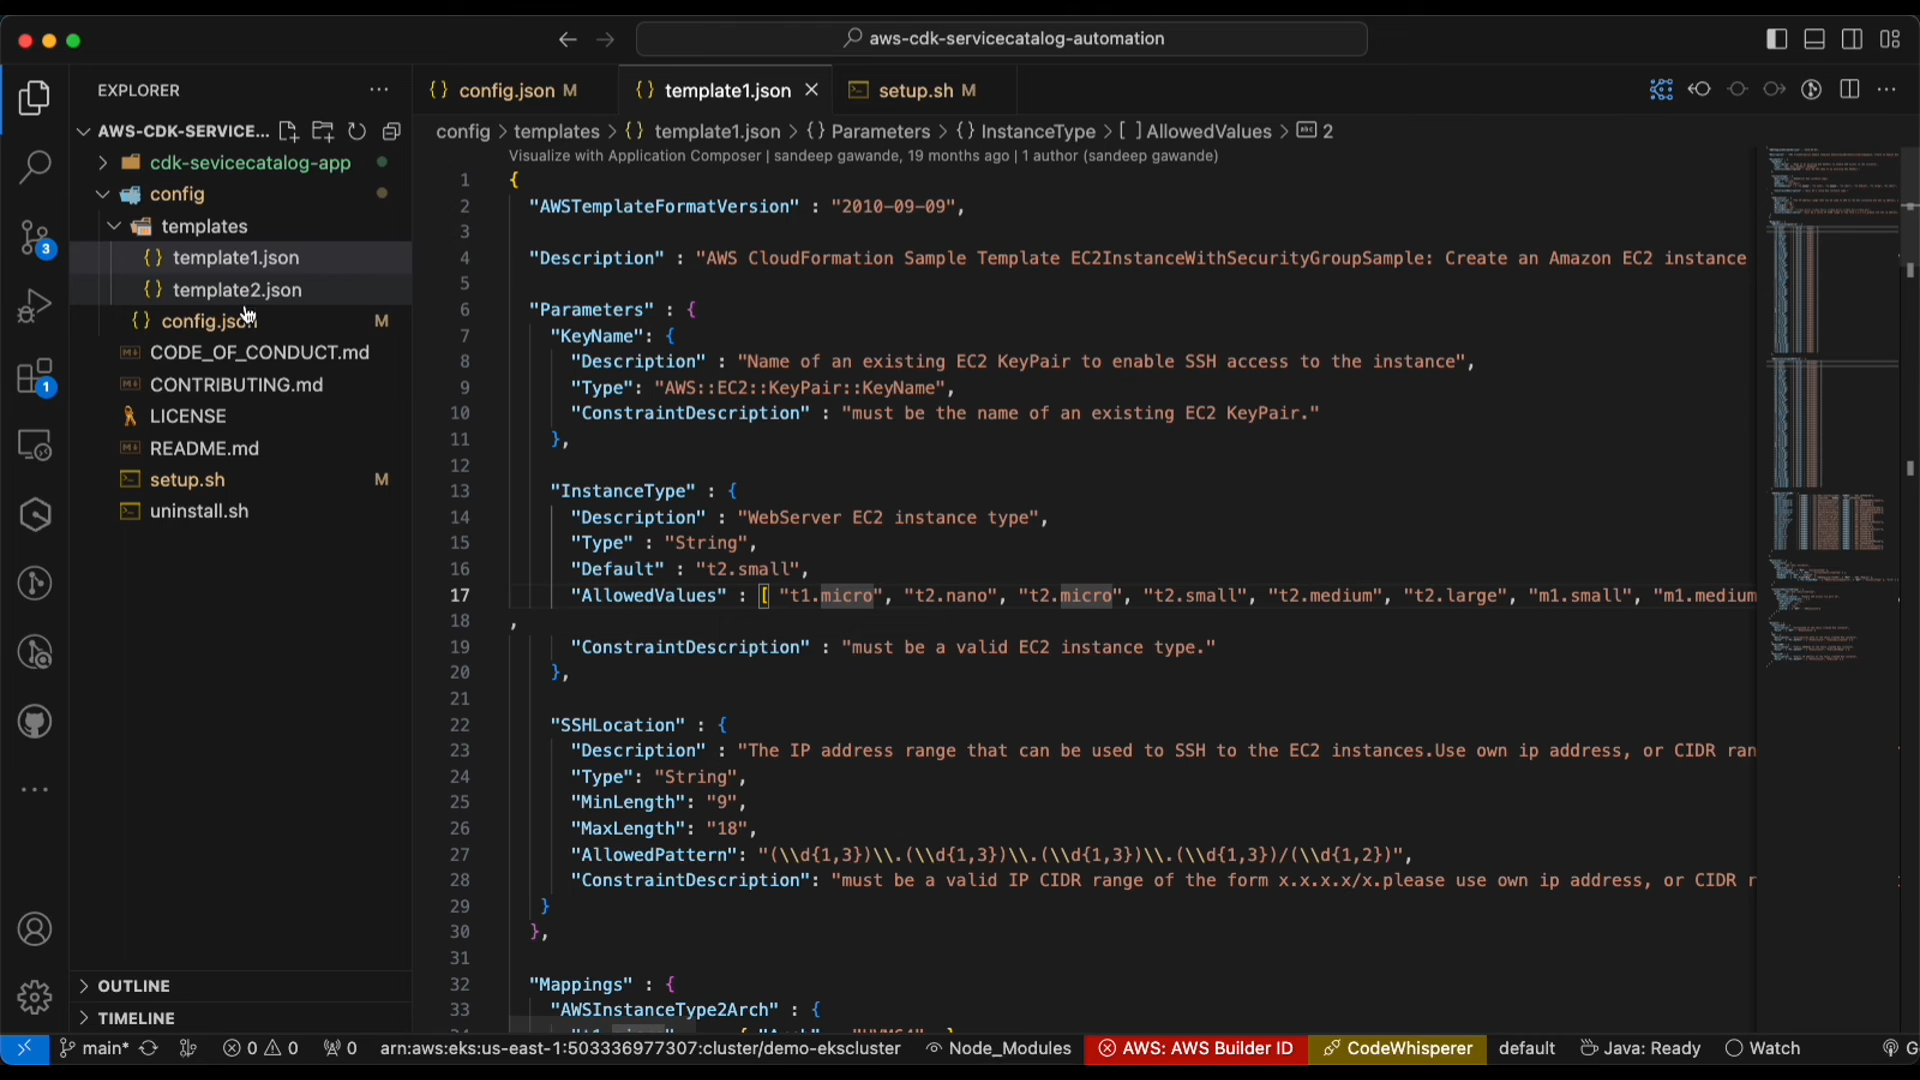 aws-cdk-servicecatalog-automation
EXPLORER
config.json M
template1.json
setup.sh M
AWS-CDK-SERVICE...
config > templates > {} template1.json > {} Parameters > {} InstanceType > [ ] AllowedValues > abc 2
Visualize with Application Composer | sandeep gawande, 19 months ago | 1 author (sandeep gawande)
cdk-sevicecatalog-app
config
templates
template1.json
template2.json
config.json M
CODE_OF_CONDUCT.md
CONTRIBUTING.md
LICENSE
README.md
setup.sh M
uninstall.sh
3
1
OUTLINE
TIMELINE
1 {
2 "AWSTemplateFormatVersion" : "2010-09-09",
3
4 "Description" : "AWS CloudFormation Sample Template EC2InstanceWithSecurityGroupSample: Create an Amazon EC2 instance
5
6 "Parameters" : {
7 "KeyName": {
8 "Description" : "Name of an existing EC2 KeyPair to enable SSH access to the instance",
9 "Type": "AWS::EC2::KeyPair::KeyName",
10 "ConstraintDescription" : "must be the name of an existing EC2 KeyPair."
11 },
12
13 "InstanceType" : {
14 "Description" : "WebServer EC2 instance type",
15 "Type" : "String",
16 "Default" : "t2.small",
17 "AllowedValues" : [ "t1.micro", "t2.nano", "t2.micro", "t2.small", "t2.medium", "t2.large", "m1.small", "m1.medium
18 ,
19 "ConstraintDescription" : "must be a valid EC2 instance type."
20 },
21
22 "SSHLocation" : {
23 "Description" : "The IP address range that can be used to SSH to the EC2 instances.Use own ip address, or CIDR ran
24 "Type": "String",
25 "MinLength": "9",
26 "MaxLength": "18",
27 "AllowedPattern": "(\\d{1,3})\\.(\\d{1,3})\\.(\\d{1,3})\\.(\\d{1,3})/(\\d{1,2})",
28 "ConstraintDescription": "must be a valid IP CIDR range of the form x.x.x.x/x.please use own ip address, or CIDR r
29 }
30 },
31
32 "Mappings" : {
33 "AWSInstanceType2Arch" : {
main* 0 0 0 arn:aws:eks:us-east-1:503336977307:cluster/demo-ekscluster Node_Modules AWS: AWS Builder ID CodeWhisperer default Java: Ready Watch G